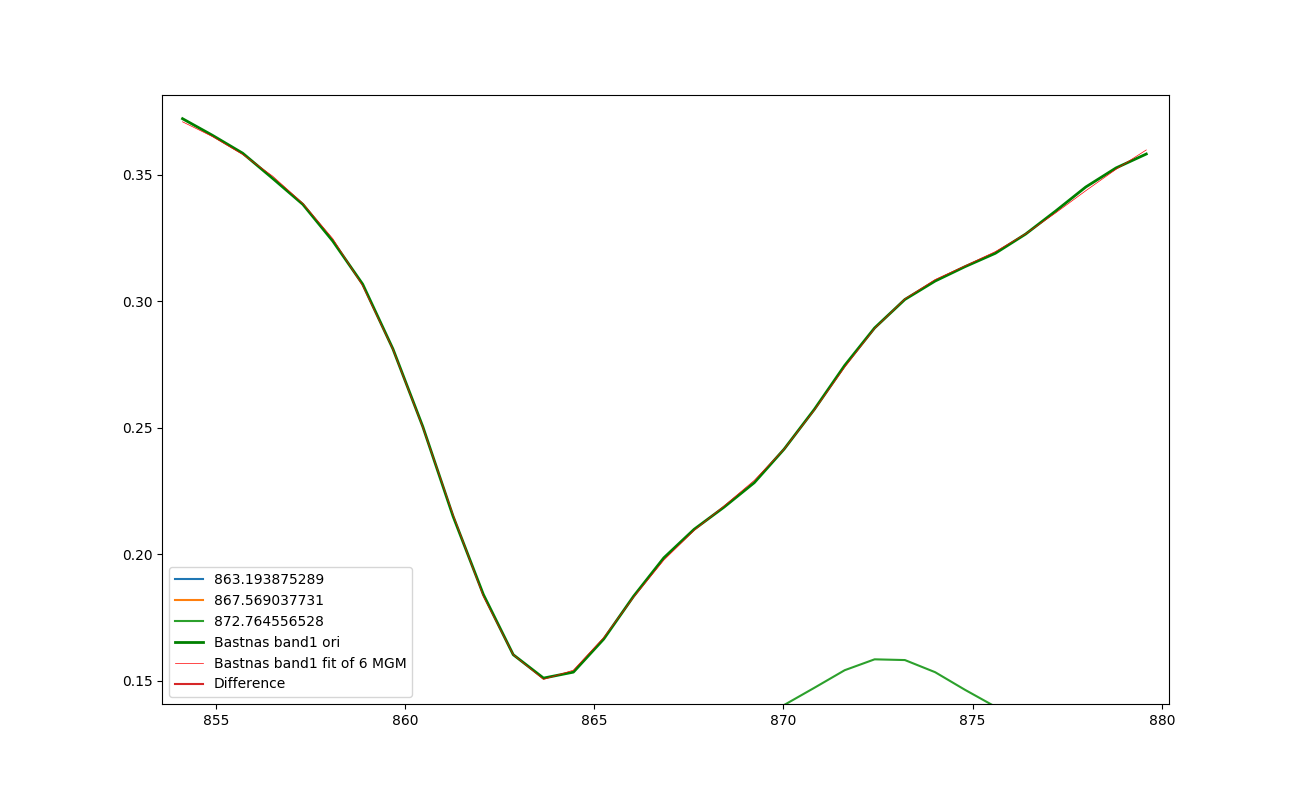 0.35
0.30
0.25
0.20
0.15
863.193875289
867.569037731
872.764556528
Bastnas band1 ori
Bastnas band1 fit of 6 MGM
Difference
855 860 865 870 875 880